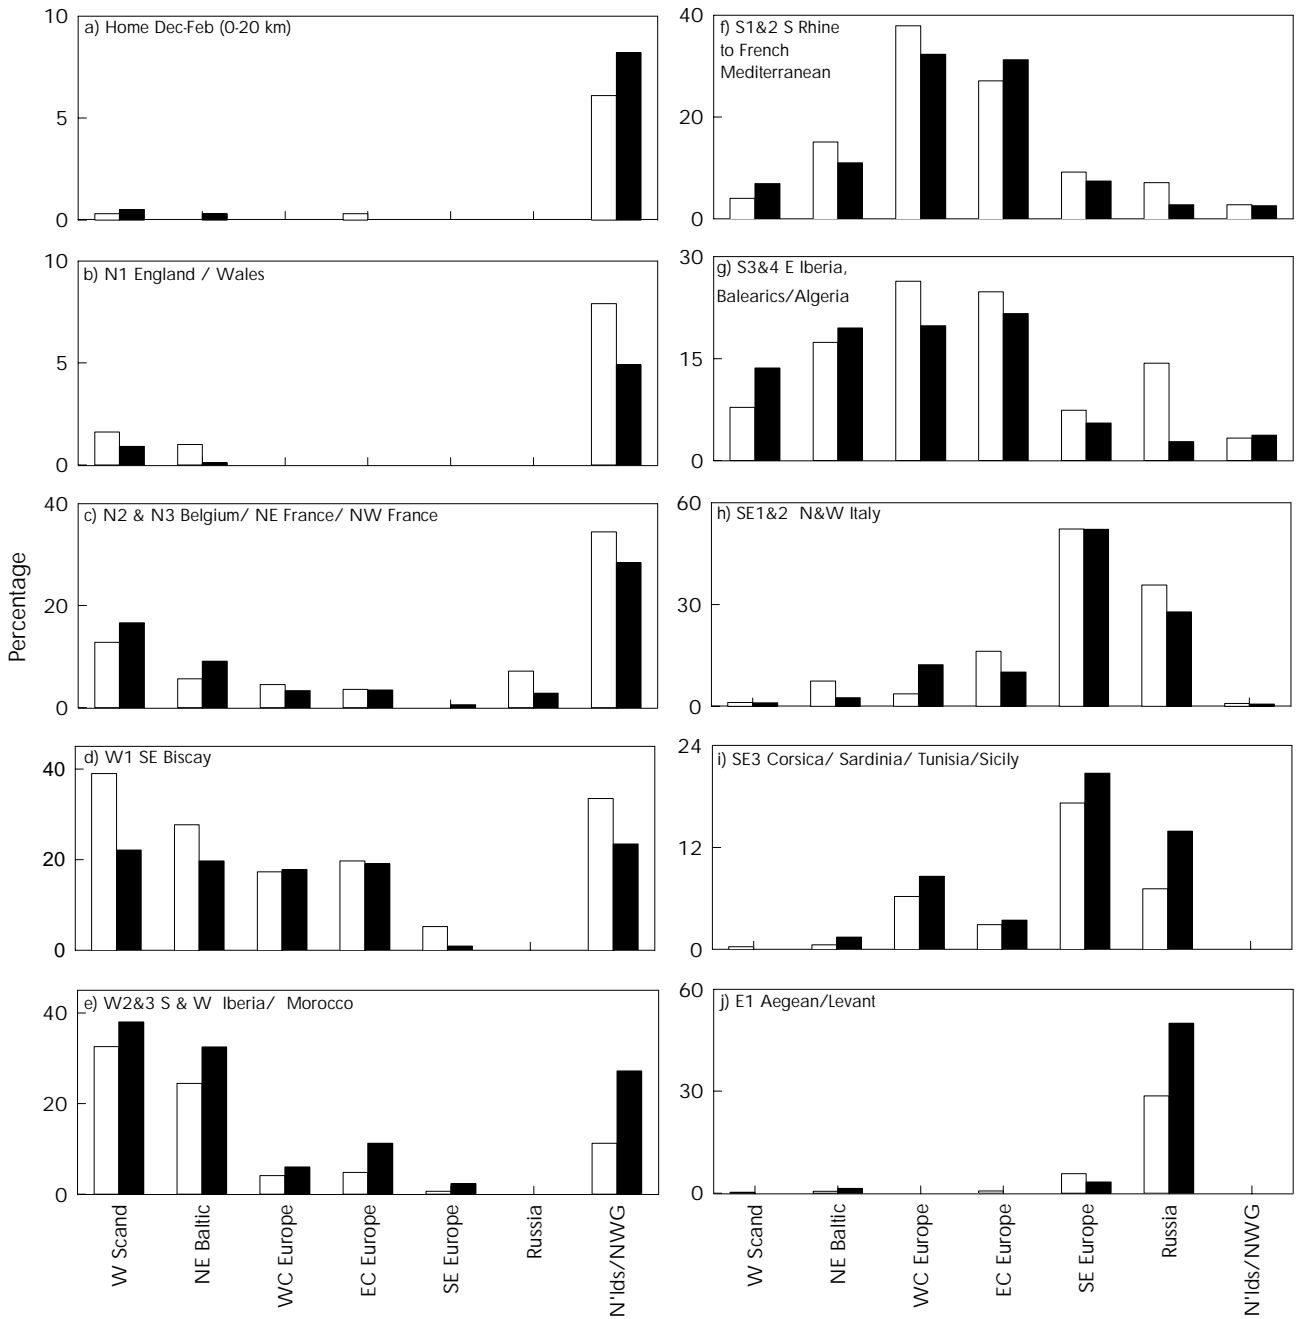 Percentage
10
5
0
a) Home Dec-Feb (0-20 km)
10
5
0
b) N1 England / Wales
40
20
0
c) N2 & N3 Belgium/ NE France/ NW France
40
20
0
d) W1 SE Biscay
40
20
0
e) W2&3 S & W Iberia/ Morocco
W Scand
NE Baltic
WC Europe
EC Europe
SE Europe
Russia
N'lds/NWG
40
20
0
f) S1&2 S Rhine
to French
Mediterranean
30
15
0
g) S3&4 E Iberia,
Balearics/Algeria
60
30
0
h) SE1&2 N&W Italy
24
12
0
i) SE3 Corsica/ Sardinia/ Tunisia/Sicily
60
30
0
j) E1 Aegean/Levant
W Scand
NE Baltic
WC Europe
EC Europe
SE Europe
Russia
N'lds/NWG